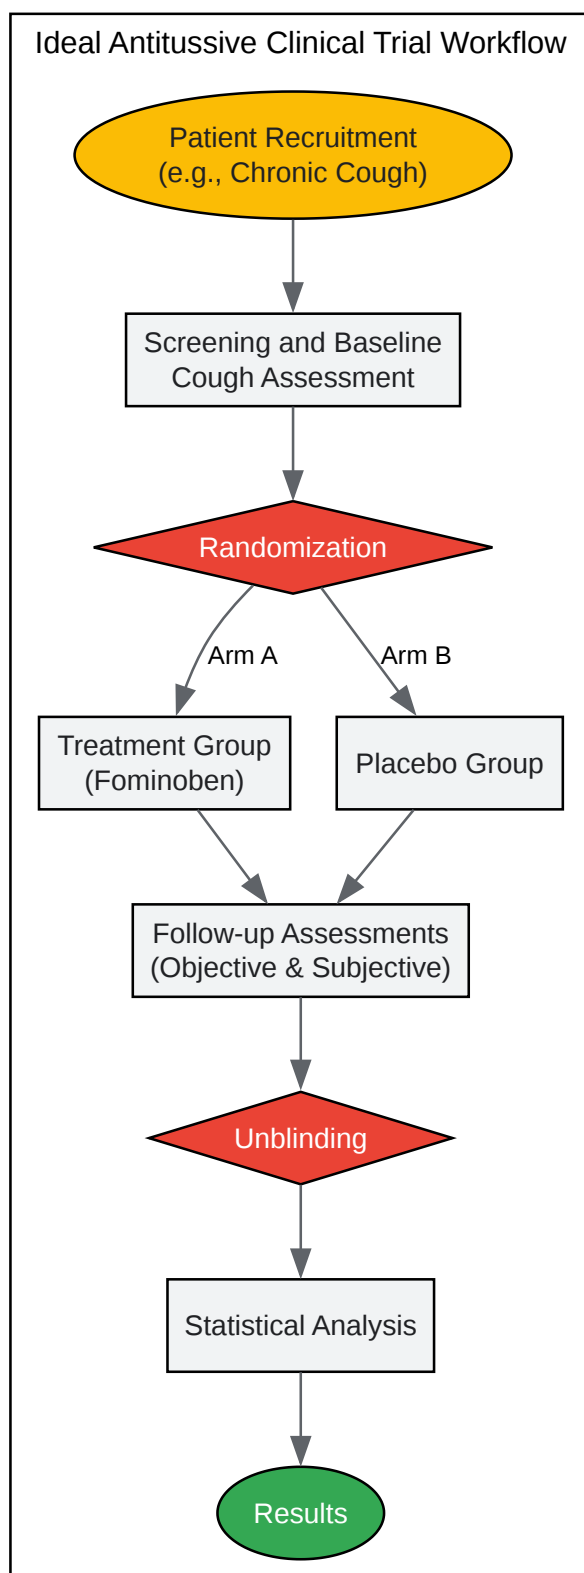 Ideal Antitussive Clinical Trial Workflow
Patient Recruitment
(e.g., Chronic Cough)
Screening and Baseline
Cough Assessment
Randomization
Arm A
Arm B
Treatment Group
(Fominoben)
Placebo Group
Follow-up Assessments
(Objective & Subjective)
Unblinding
Statistical Analysis
Results